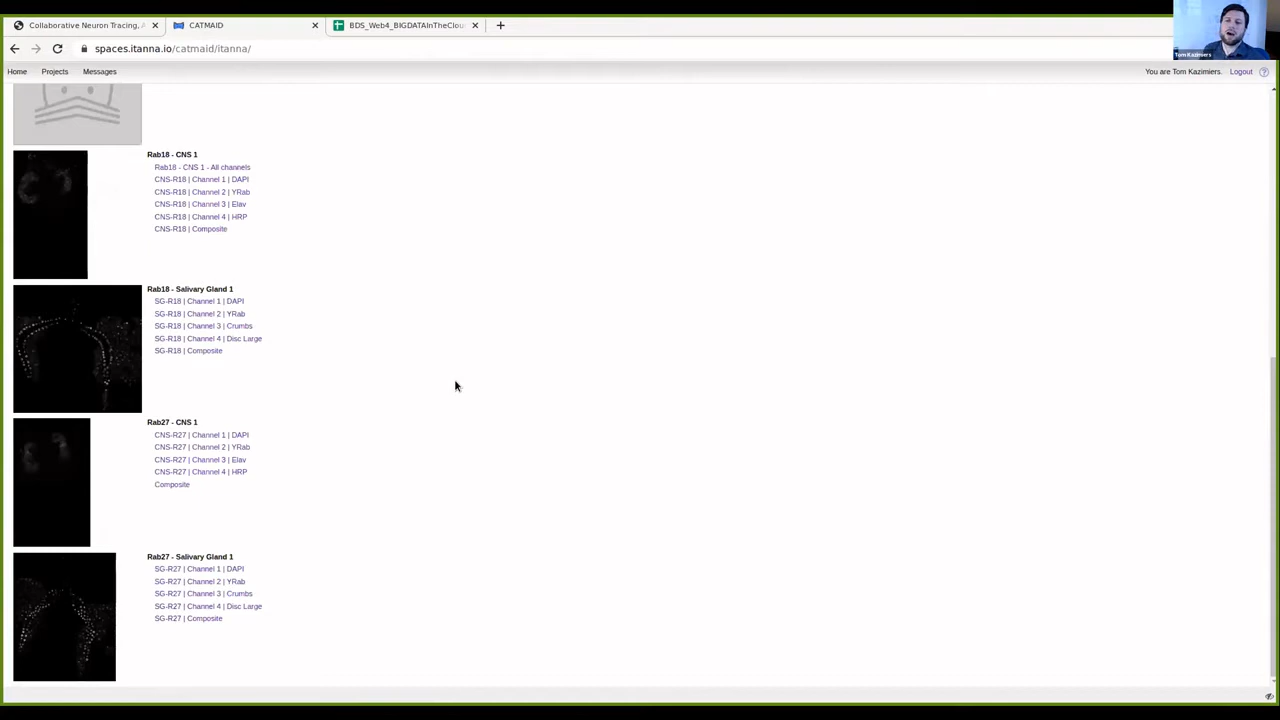 Collaborative Neuron Tracing, A
CATMAID
BDS_Web4_BIGDATAInTheClou
spaces.itanna.io/catmaid/itanna/
Tom Kazimiers
Home Projects Messages
You are Tom Kazimiers. Logout
Rab18 - CNS 1
Rab18 - CNS 1 - All channels
CNS-R18 | Channel 1 | DAPI
CNS-R18 | Channel 2 | YRab
CNS-R18 | Channel 3 | Elav
CNS-R18 | Channel 4 | HRP
CNS-R18 | Composite
Rab18 - Salivary Gland 1
SG-R18 | Channel 1 | DAPI
SG-R18 | Channel 2 | YRab
SG-R18 | Channel 3 | Crumbs
SG-R18 | Channel 4 | Disc Large
SG-R18 | Composite
Rab27 - CNS 1
CNS-R27 | Channel 1 | DAPI
CNS-R27 | Channel 2 | YRab
CNS-R27 | Channel 3 | Elav
CNS-R27 | Channel 4 | HRP
Composite
Rab27 - Salivary Gland 1
SG-R27 | Channel 1 | DAPI
SG-R27 | Channel 2 | YRab
SG-R27 | Channel 3 | Crumbs
SG-R27 | Channel 4 | Disc Large
SG-R27 | Composite